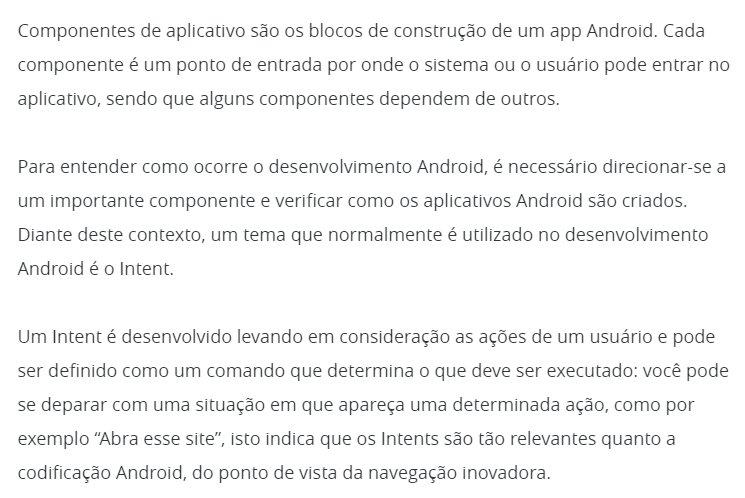 Componentes de aplicativo são os blocos de construção de um app Android. Cada
componente é um ponto de entrada por onde o sistema ou o usuário pode entrar no
aplicativo, sendo que alguns componentes dependem de outros.
Para entender como ocorre o desenvolvimento Android, é necessário direcionar-se a
um importante componente e verificar como os aplicativos Android são criados.
Diante deste contexto, um tema que normalmente é utilizado no desenvolvimento
Android é o Intent.
Um Intent é desenvolvido levando em consideração as ações de um usuário e pode
ser definido como um comando que determina o que deve ser executado: você pode
se deparar com uma situação em que apareça uma determinada ação, como por
exemplo “Abra esse site”, isto indica que os Intents são tão relevantes quanto a
codificação Android, do ponto de vista da navegação inovadora.